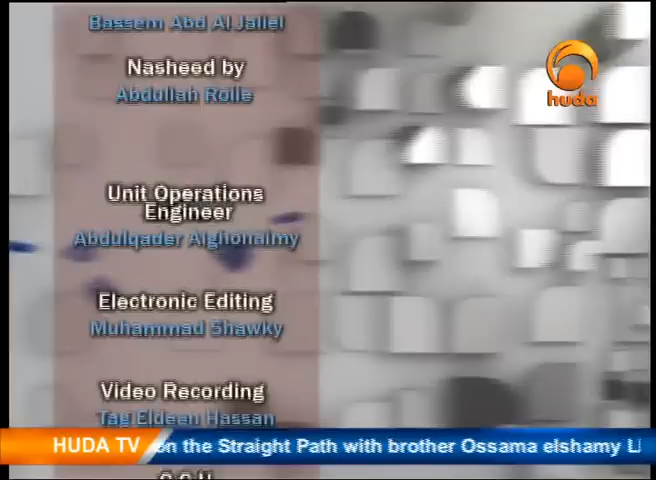 Bassem Abd Al Jaliel
Nasheed by
Abdullah Rolle
Unit Operations
Engineer
Abdulqader Alghonaimy
Electronic Editing
Muhammad Shawky
Video Recording
Tag Eldeen Hassan
huda
HUDA TV
on the Straight Path with brother Ossama elshamy